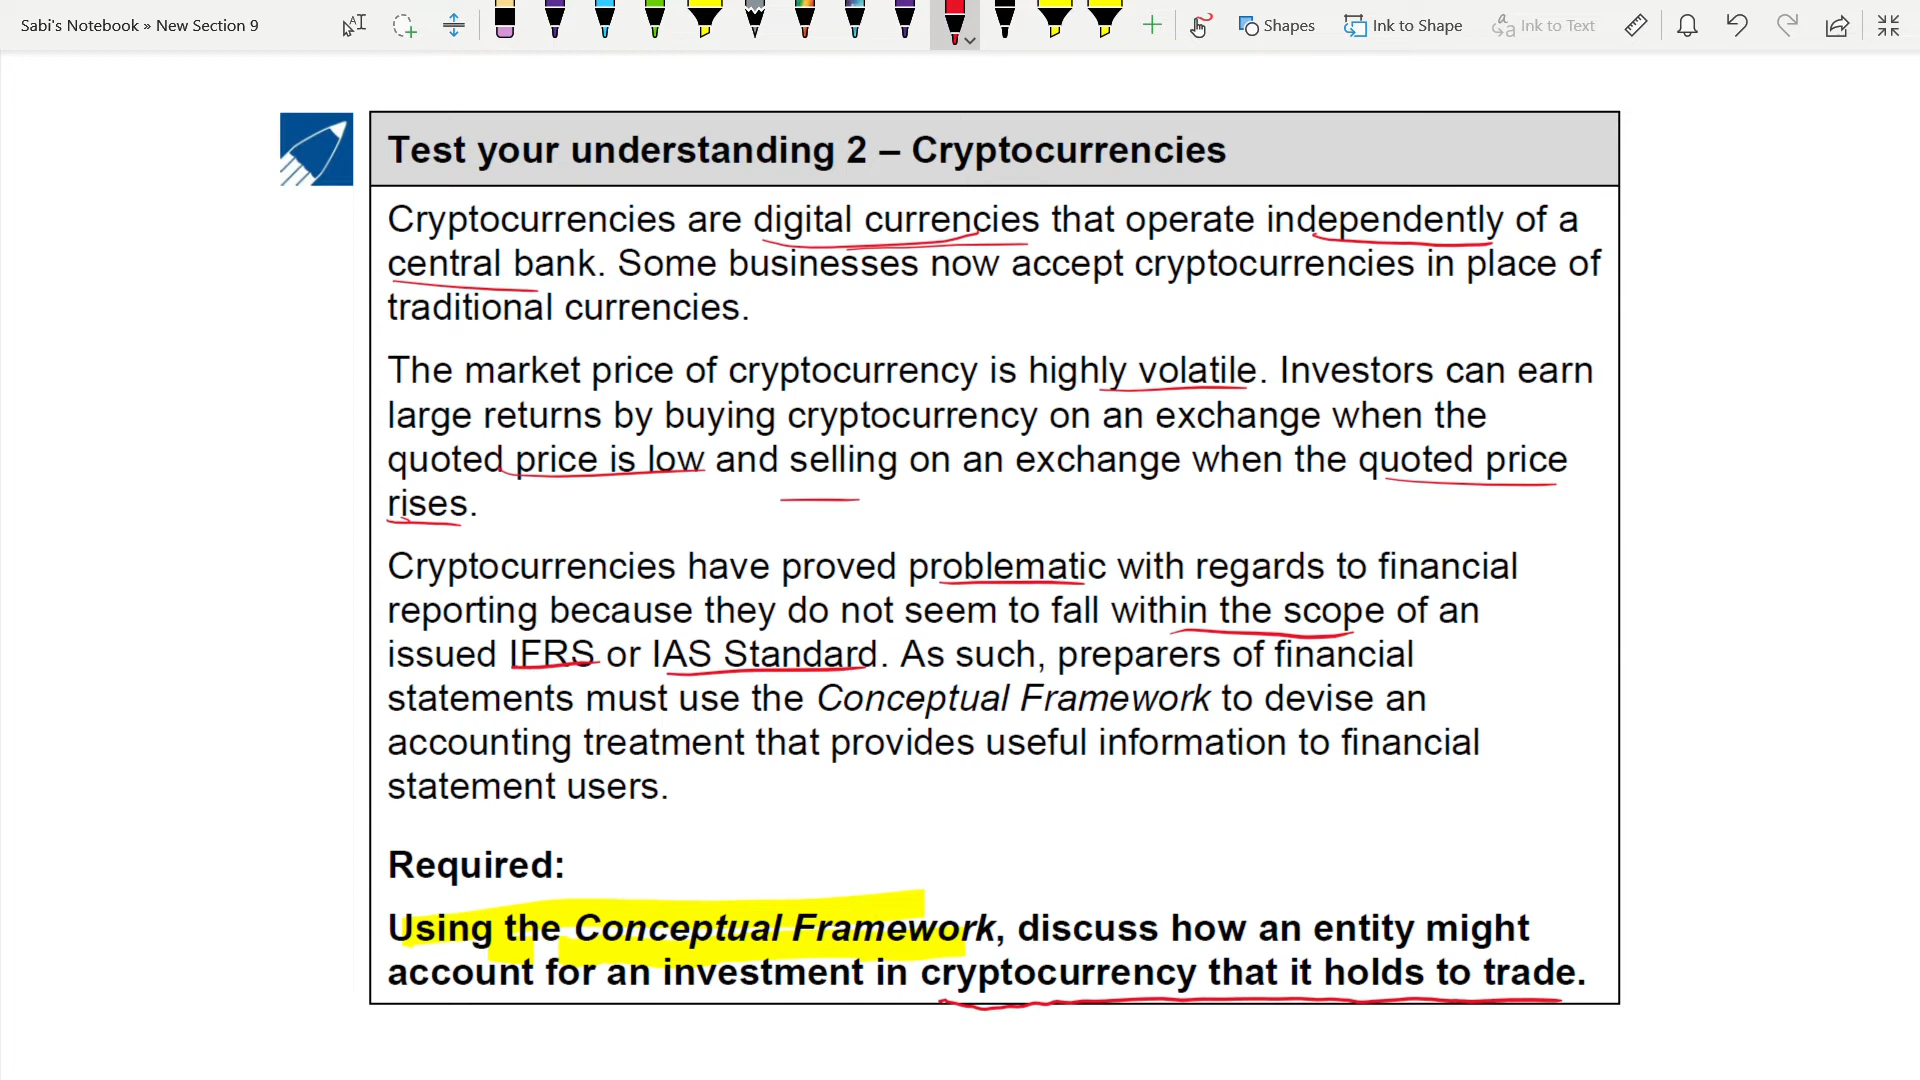 Sabi's Notebook » New Section 9
Shapes
Ink to Shape
Ink to Text
Test your understanding 2 – Cryptocurrencies
Cryptocurrencies are digital currencies that operate independently of a
central bank. Some businesses now accept cryptocurrencies in place of
traditional currencies.
The market price of cryptocurrency is highly volatile. Investors can earn
large returns by buying cryptocurrency on an exchange when the
quoted price is low and selling on an exchange when the quoted price
rises.
Cryptocurrencies have proved problematic with regards to financial
reporting because they do not seem to fall within the scope of an
issued IFRS or IAS Standard. As such, preparers of financial
statements must use the Conceptual Framework to devise an
accounting treatment that provides useful information to financial
statement users.
Required:
Using the Conceptual Framework, discuss how an entity might
account for an investment in cryptocurrency that it holds to trade.